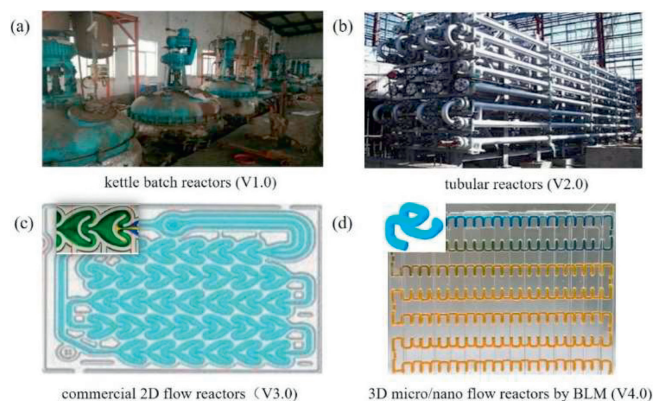 (a)
(b)
kettle batch reactors (V1.0)
tubular reactors (V2.0)
(c)
(d)
commercial 2D flow reactors（V3.0）
3D micro/nano flow reactors by BLM (V4.0)